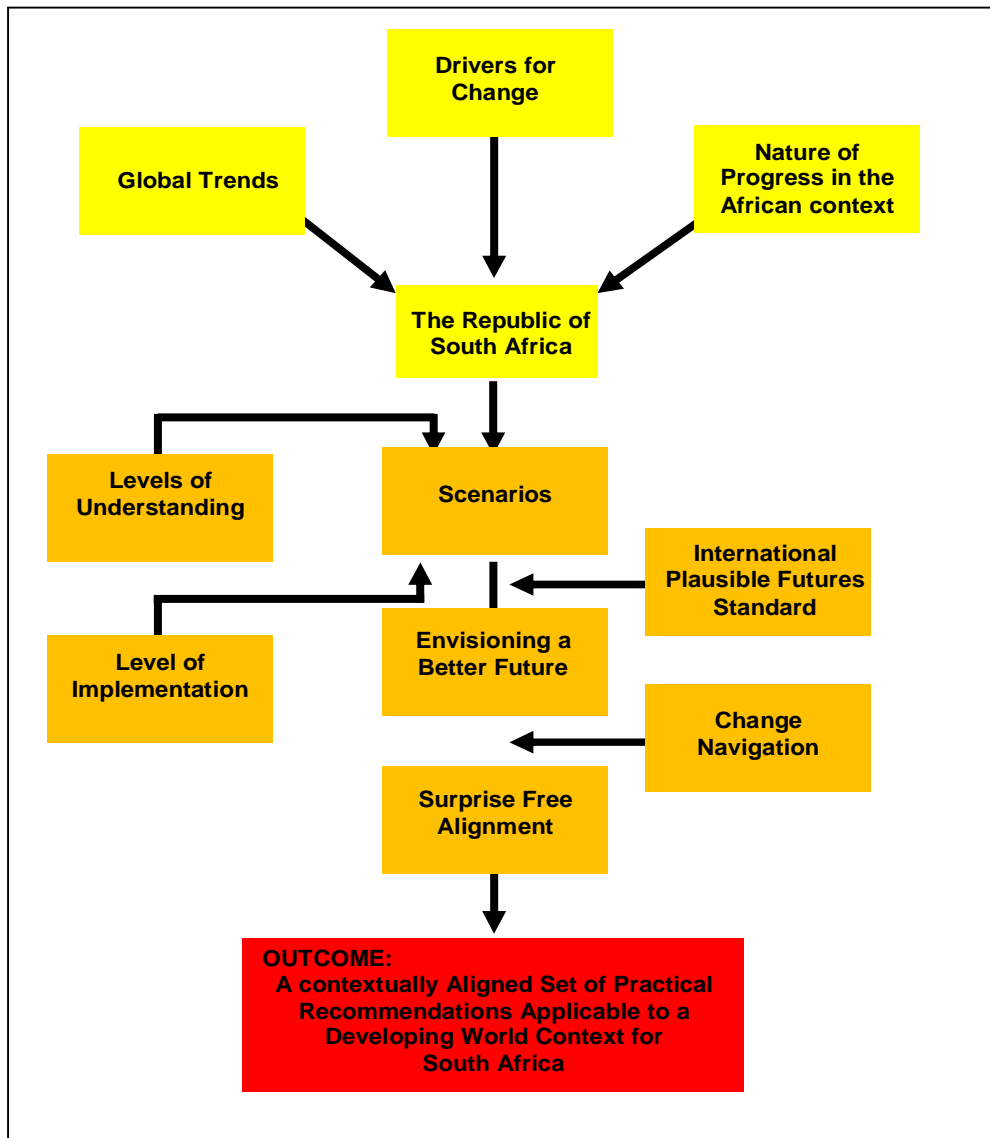 Drivers for
Change
Global Trends
Nature of
Progress in the
African context
The Republic of
South Africa
Levels of
Understanding
Scenarios
International
Plausible Futures
Standard
Envisioning a
Better Future
Level of
Implementation
Change
Navigation
Surprise Free
Alignment
OUTCOME:
A contextually Aligned Set of Practical
Recommendations Applicable to a
Developing World Context for
South Africa